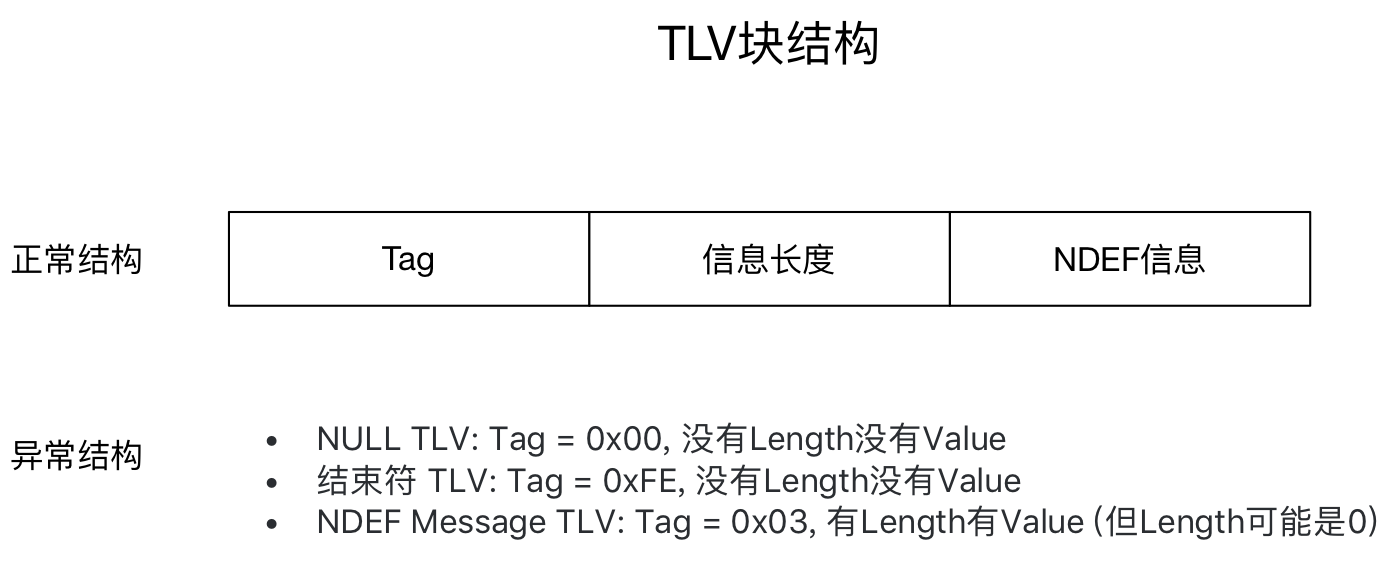 TLV块结构
正常结构
Tag
信息长度
NDEF信息
异常结构
• NULL TLV: Tag = 0x00, 没有Length没有Value
• 结束符 TLV: Tag = 0xFE, 没有Length没有Value
• NDEF Message TLV: Tag = 0x03, 有Length有Value (但Length可能是0)